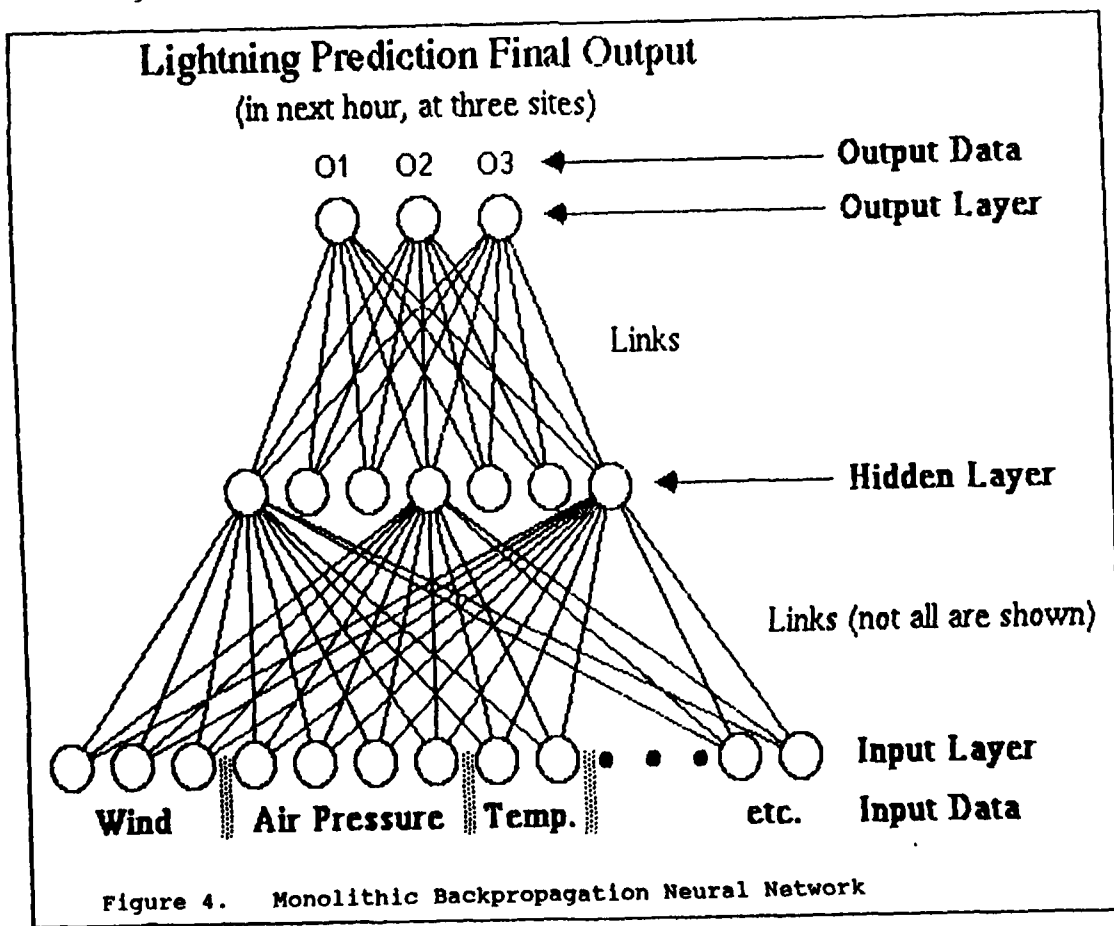 Lightning Prediction Final Output
(in next hour, at three sites)
O1 O2 O3 Output Data
Output Layer
Links
Hidden Layer
Links (not all are shown)
Input Layer
Wind Air Pressure Temp. etc. Input Data
Figure 4. Monolithic Backpropagation Neural Network